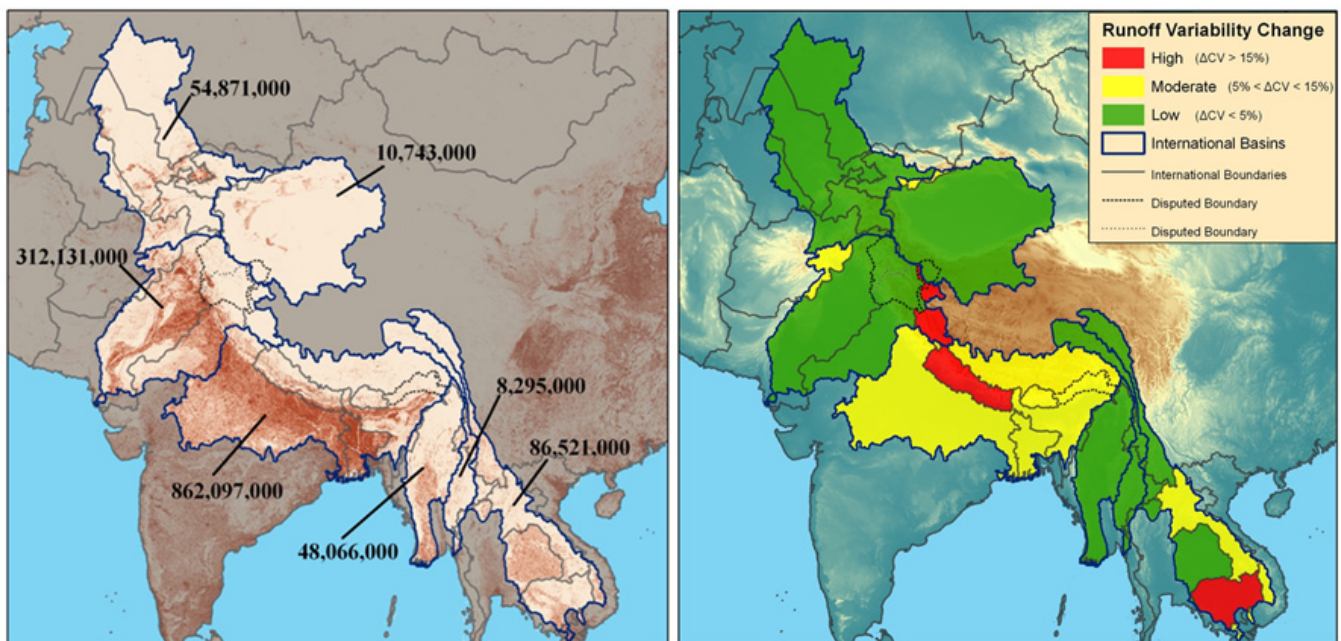 54,871,000
10,743,000
312,131,000
8,295,000
86,521,000
862,097,000
48,066,000
Runoff Variability Change
High (ΔCV > 15%)
Moderate (5% < ΔCV < 15%)
Low (ΔCV < 5%)
International Basins
International Boundaries
Disputed Boundary
Disputed Boundary